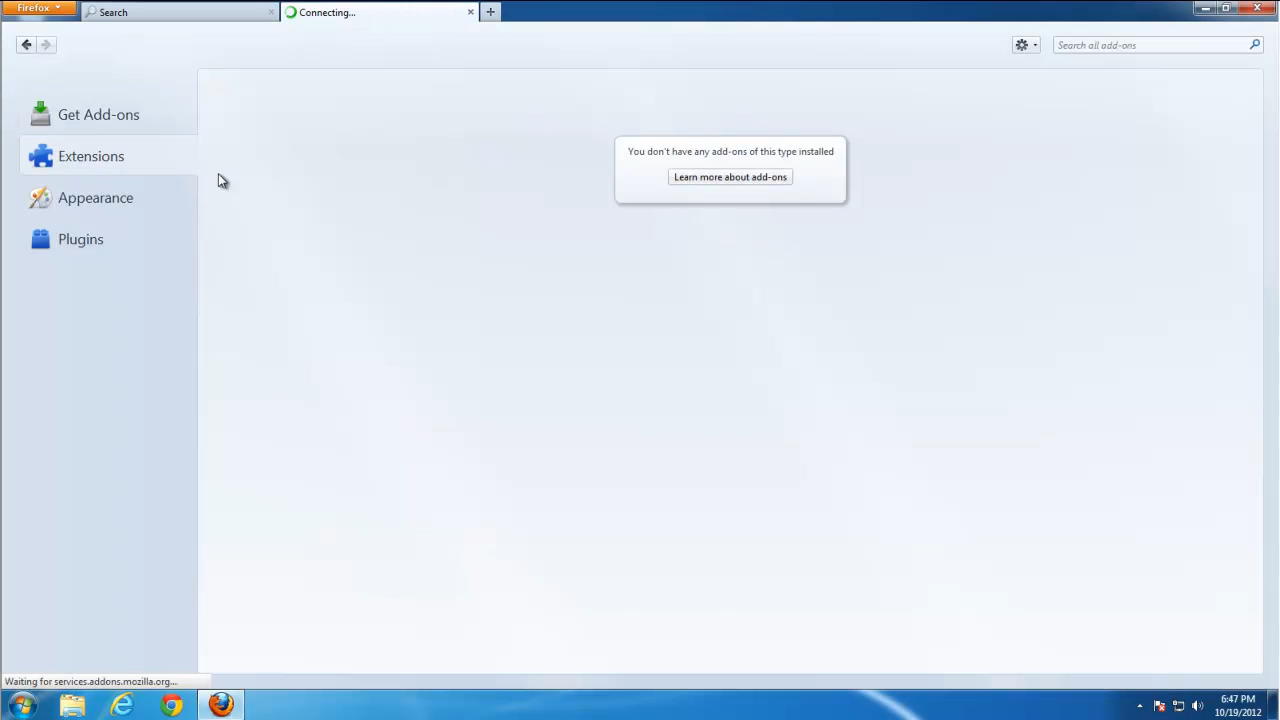 Firefox
Search
Connecting...
Search all add-ons
Get Add-ons
Extensions
Appearance
Plugins
You don't have any add-ons of this type installed
Learn more about add-ons
Waiting for services.addons.mozilla.org...
6:47 PM
10/19/2012